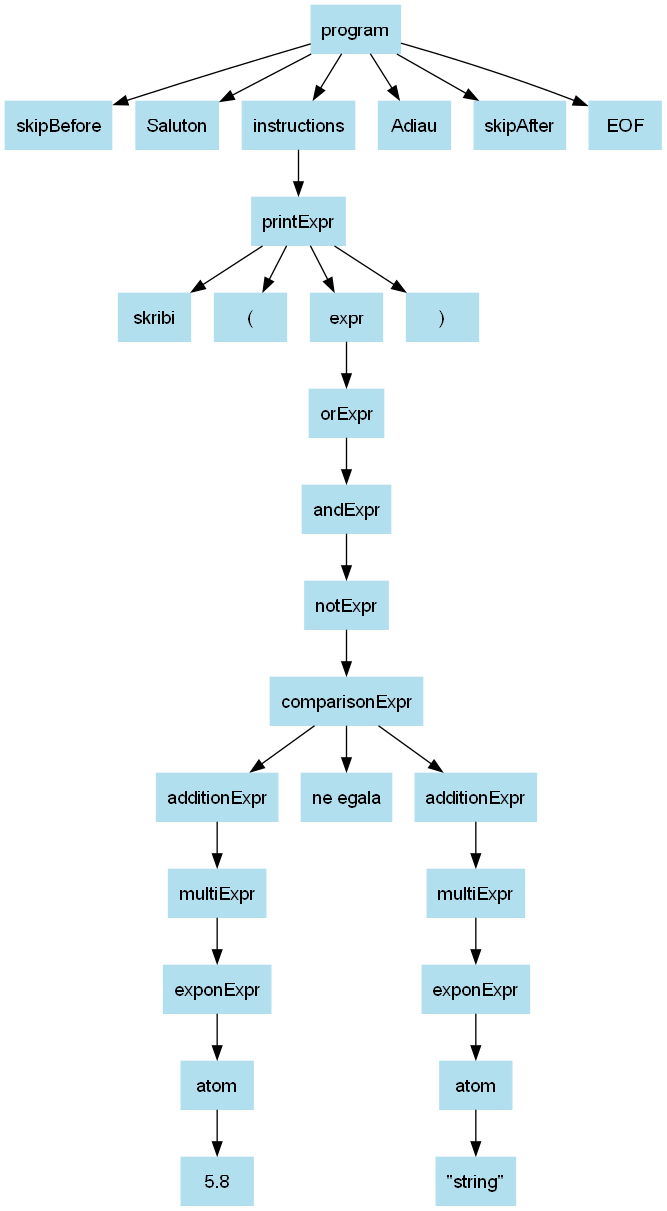 program
skipBefore
Saluton
instructions
Adiau
skipAfter
EOF
printExpr
skribi
(
expr
)
orExpr
andExpr
notExpr
comparisonExpr
additionExpr
ne egala
additionExpr
multiExpr
multiExpr
exponExpr
exponExpr
atom
atom
5.8
"string"